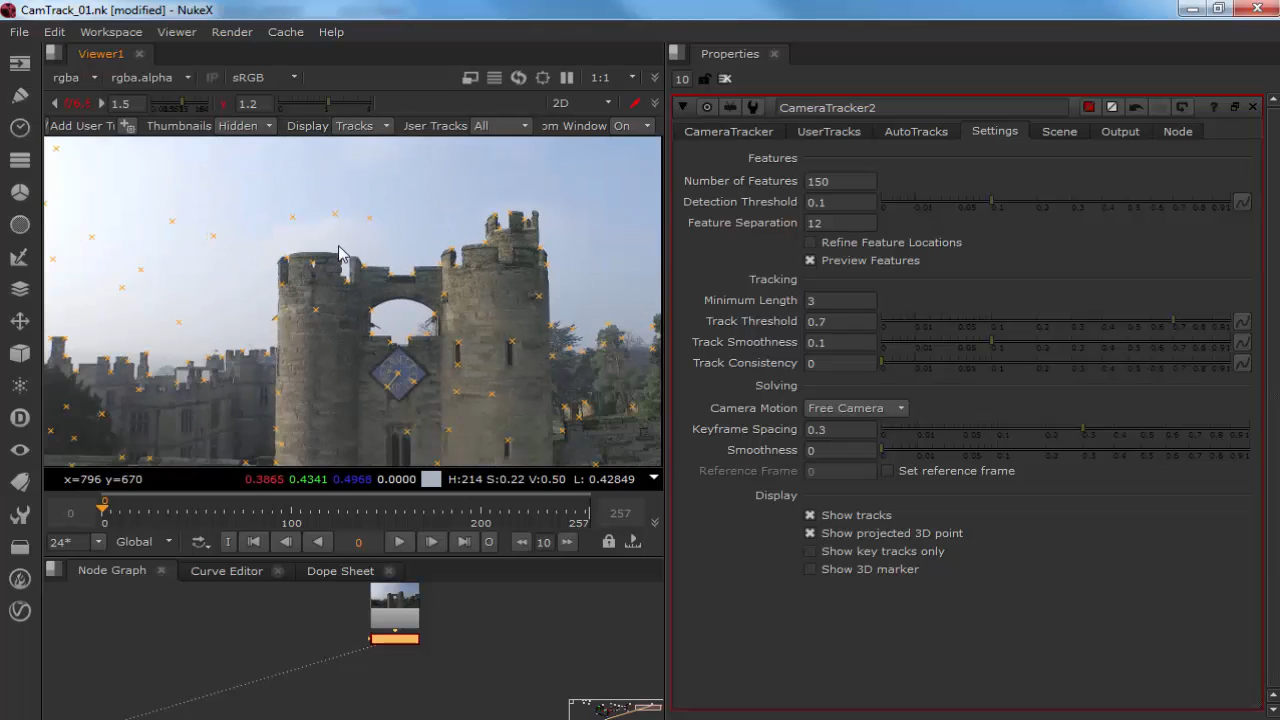 CamTrack_01.nk [modified] - NukeX
File Edit Workspace Viewer Render Cache Help
Viewer1
rgba rgba.alpha IP sRGB 1:1
f/6.8 1.5 Y 1.2 2D
Add User Ti Thumbnails Hidden Display Tracks User Tracks All om Window On
x=796 y=670 0.3865 0.4341 0.4968 0.0000 H:214 S:0.22 V:0.50 L: 0.42849
0 0 0 100 200 257 257
24* Global I 0 O 10
Node Graph Curve Editor Dope Sheet
Properties
10
CameraTracker2 ?
CameraTracker UserTracks AutoTracks Settings Scene Output Node
Features
Number of Features 150
Detection Threshold 0.1
Feature Separation 12
Refine Feature Locations
Preview Features
Tracking
Minimum Length 3
Track Threshold 0.7
Track Smoothness 0.1
Track Consistency 0
Solving
Camera Motion Free Camera
Keyframe Spacing 0.3
Smoothness 0
Reference Frame 0 Set reference frame
Display
Show tracks
Show projected 3D point
Show key tracks only
Show 3D marker